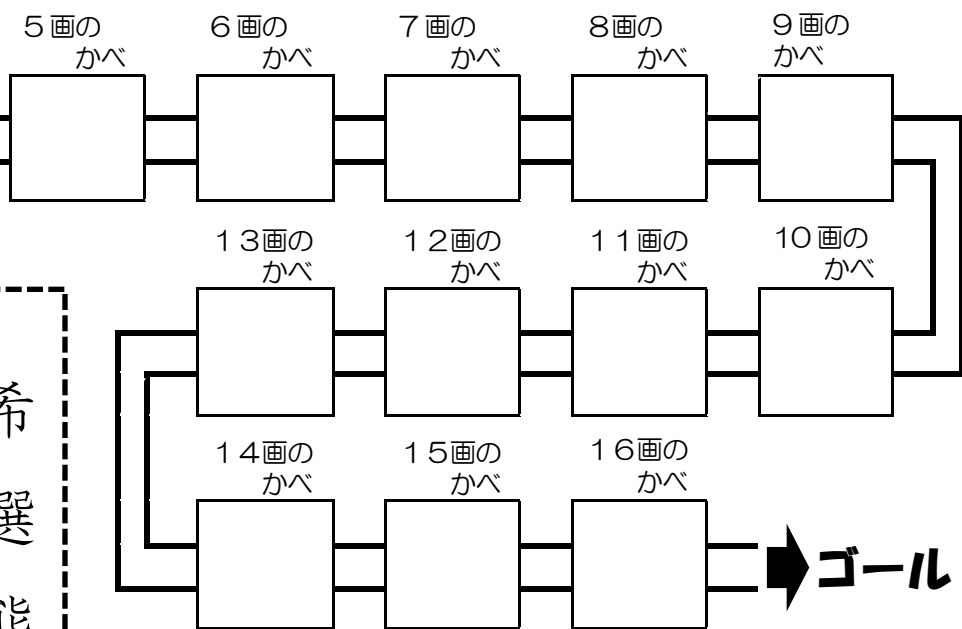 ５画の
かべ
６画の
かべ
７画の
かべ
８画の
かべ
９画の
かべ
１０画の
かべ
１１画の
かべ
１２画の
かべ
１３画の
かべ
１４画の
かべ
１５画の
かべ
１６画の
かべ
ゴール
希
選
能